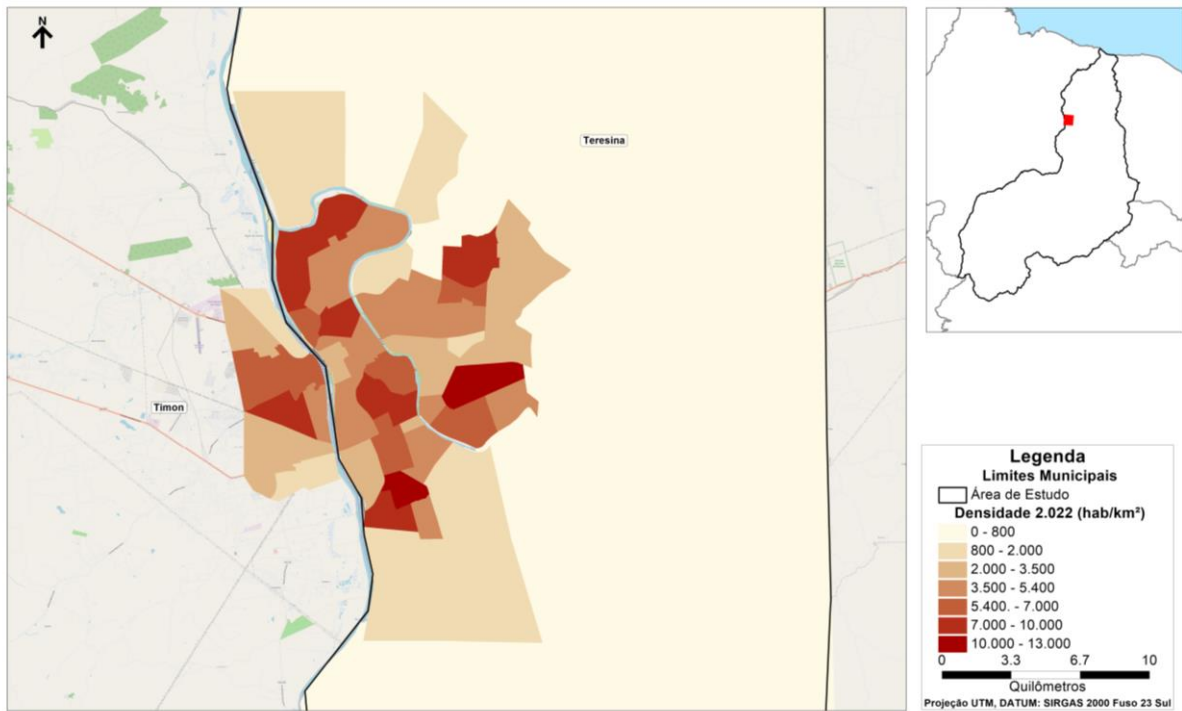 N
Teresina
Timon
Legenda
Limites Municipais
Área de Estudo
Densidade 2.022 (hab/km²)
0 - 800
800 - 2.000
2.000 - 3.500
3.500 - 5.400
5.400. - 7.000
7.000 - 10.000
10.000 - 13.000
0 3.3 6.7 10
Quilômetros
Projeção UTM, DATUM: SIRGAS 2000 Fuso 23 Sul